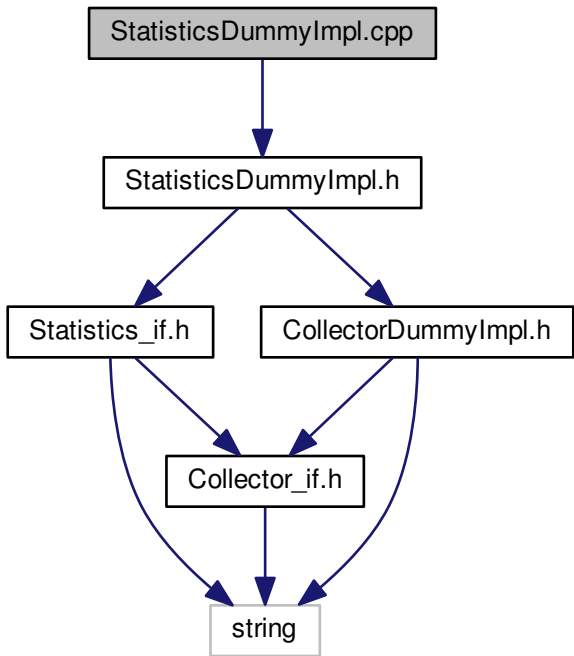 StatisticsDummyImpl.cpp
StatisticsDummyImpl.h
Statistics_if.h
CollectorDummyImpl.h
Collector_if.h
string